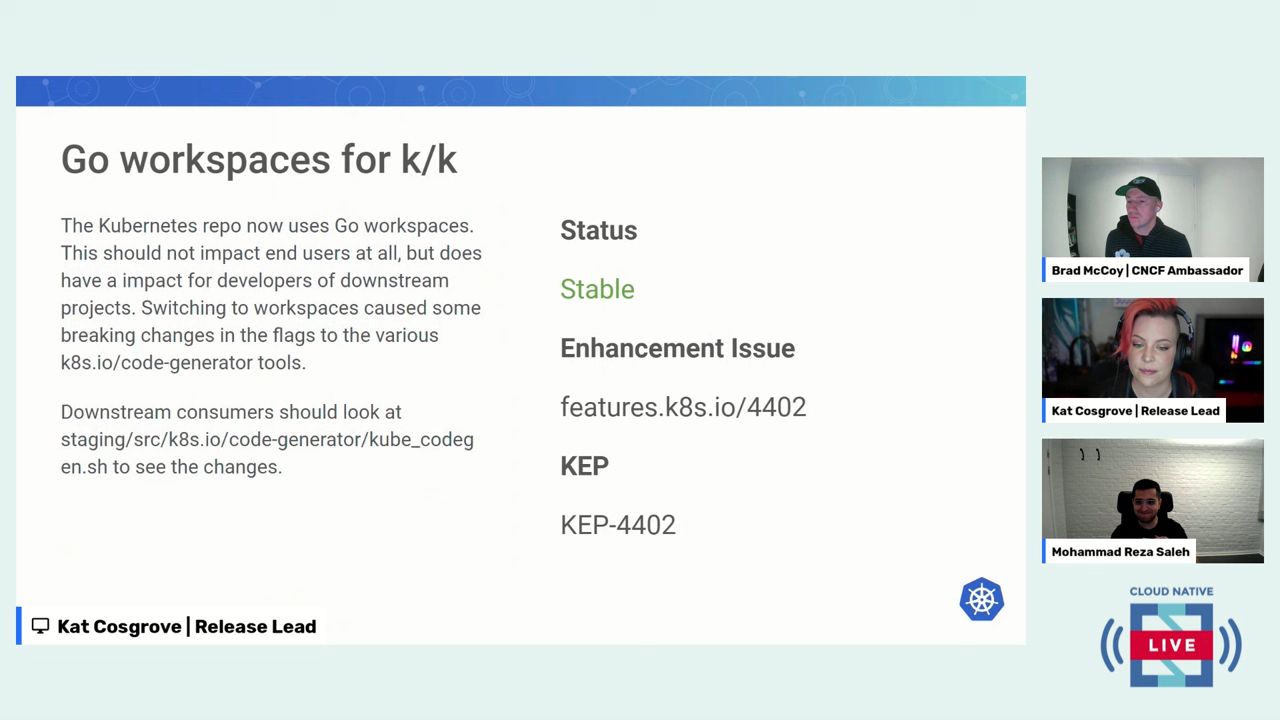 Go workspaces for k/k
The Kubernetes repo now uses Go workspaces.
This should not impact end users at all, but does
have a impact for developers of downstream
projects. Switching to workspaces caused some
breaking changes in the flags to the various
k8s.io/code-generator tools.
Downstream consumers should look at
staging/src/k8s.io/code-generator/kube_codeg
en.sh to see the changes.
Status
Stable
Enhancement Issue
features.k8s.io/4402
KEP
KEP-4402
Kat Cosgrove | Release Lead
Brad McCoy | CNCF Ambassador
Kat Cosgrove | Release Lead
Mohammad Reza Saleh
CLOUD NATIVE
LIVE